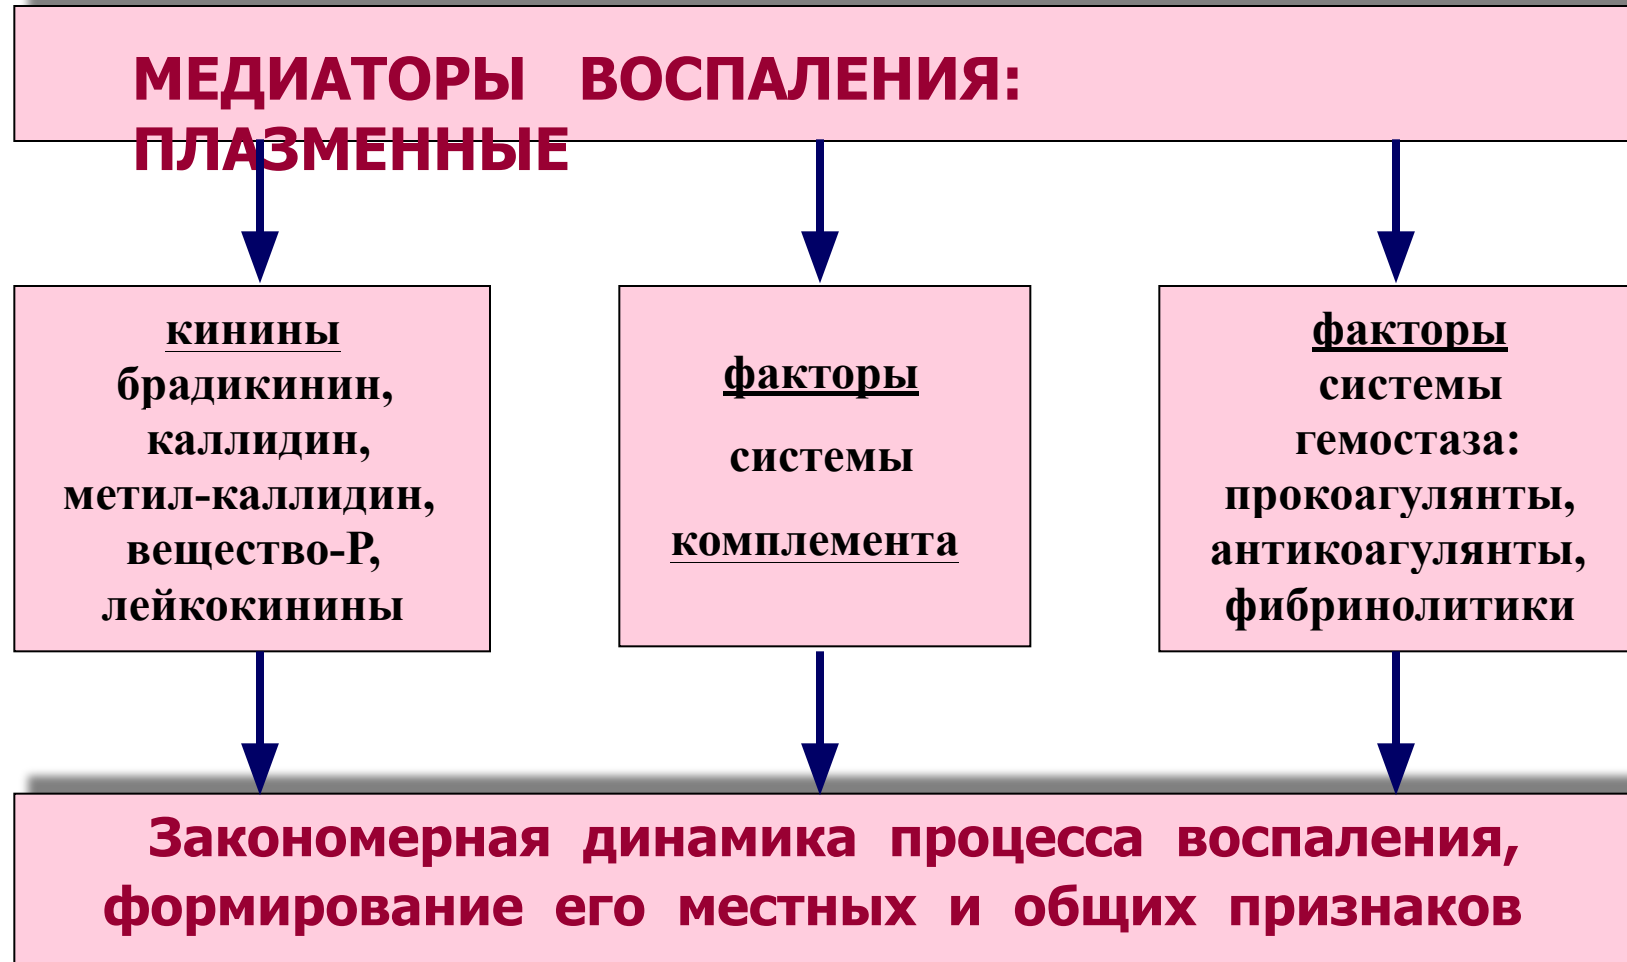 МЕДИАТОРЫ ВОСПАЛЕНИЯ:
ПЛАЗМЕННЫЕ
кинины
брадикинин,
каллидин,
метил-каллидин,
вещество-Р,
лейкокинины
факторы
системы
комплемента
факторы
системы
гемостаза:
прокоагулянты,
антикоагулянты,
фибринолитики
Закономерная динамика процесса воспаления,
формирование его местных и общих признаков